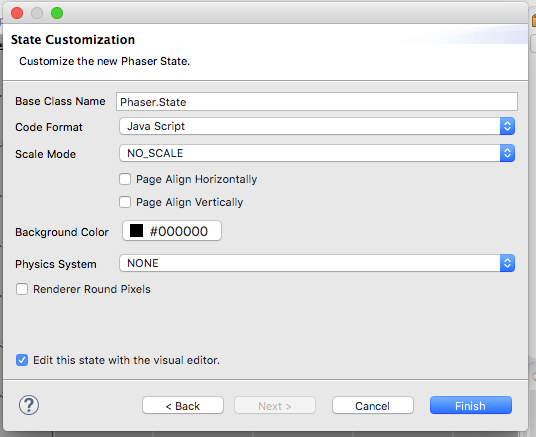 State Customization
Customize the new Phaser State.
Base Class Name Phaser.State
Code Format Java Script
Scale Mode NO_SCALE
Page Align Horizontally
Page Align Vertically
Background Color #000000
Physics System NONE
Renderer Round Pixels
Edit this state with the visual editor.
? < Back Next > Cancel Finish